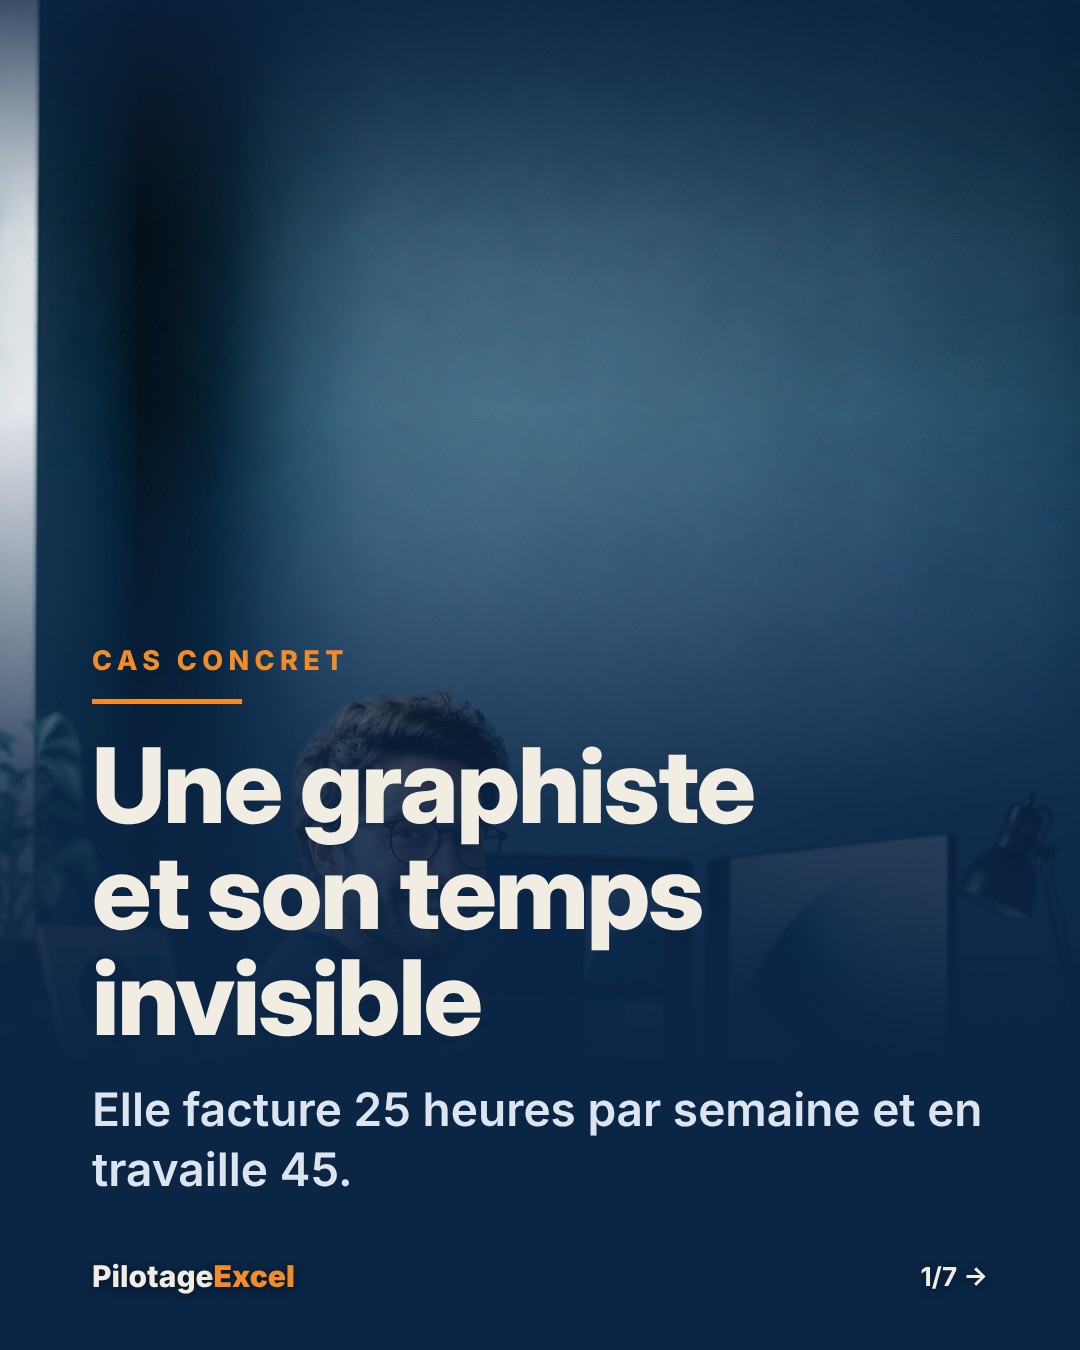 CAS CONCRET
Une graphiste
et son temps
invisible
Elle facture 25 heures par semaine et en
travaille 45.
PilotageExcel
1/7 →